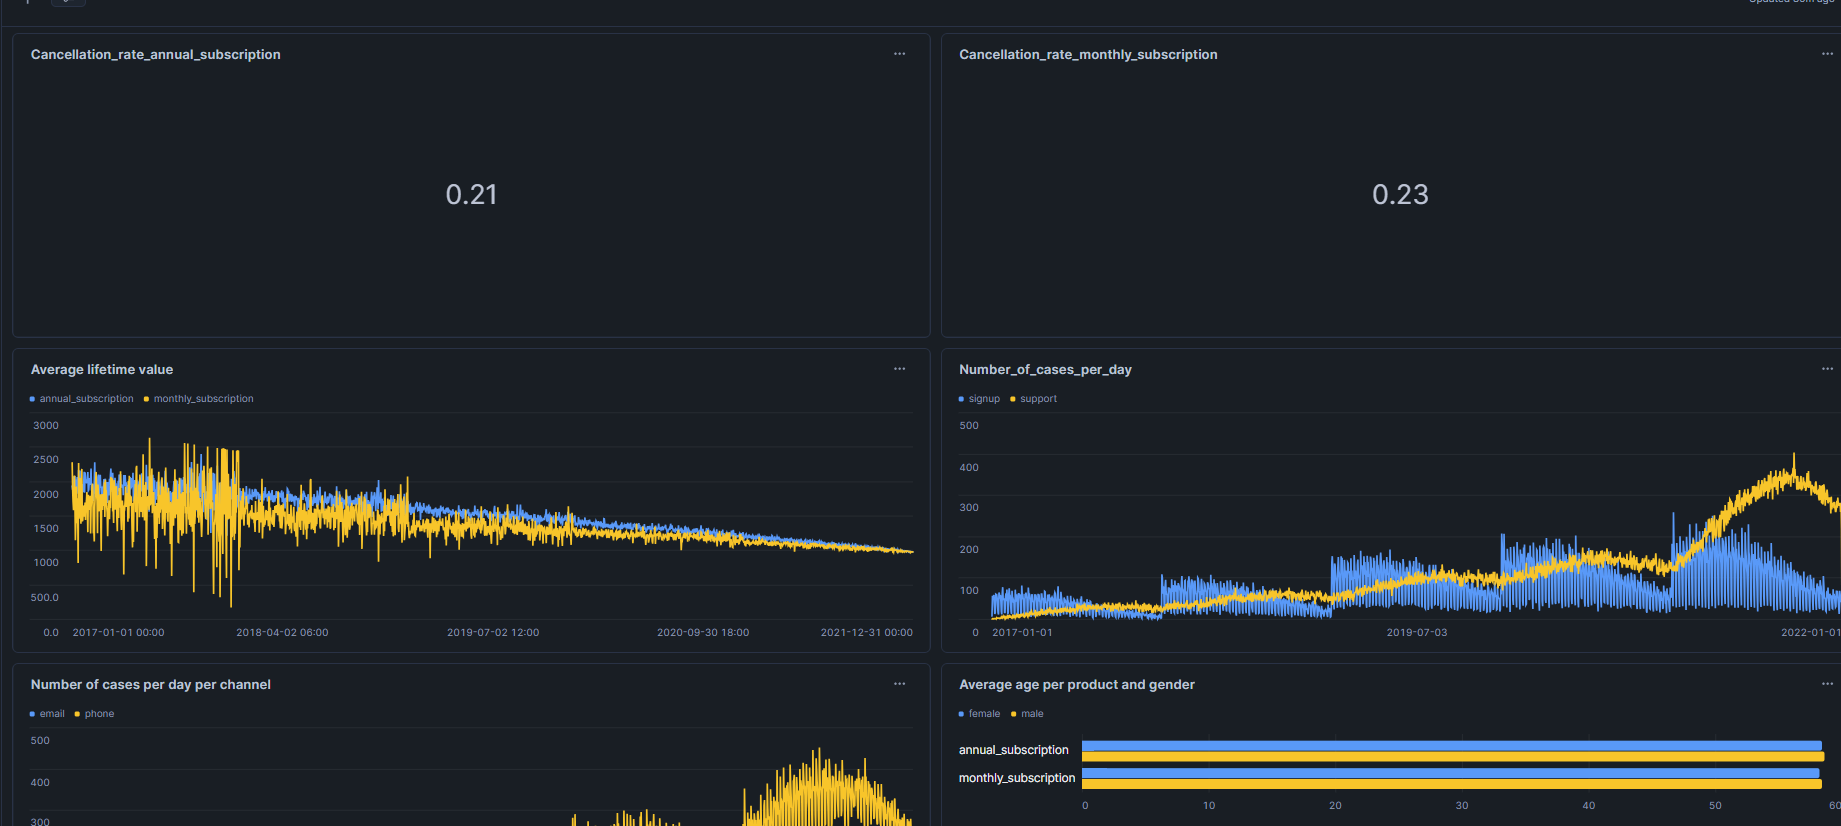 Cancellation_rate_annual_subscription
0.21
Cancellation_rate_monthly_subscription
0.23
Average lifetime value
annual_subscription monthly_subscription
3000
2500
2000
1500
1000
500.0
0.0
2017-01-01 00:00 2018-04-02 06:00 2019-07-02 12:00 2020-09-30 18:00 2021-12-31 00:00
Number_of_cases_per_day
signup support
500
400
300
200
100
0
2017-01-01 2019-07-03 2022-01-01
Number of cases per day per channel
email phone
500
400
300
Average age per product and gender
female male
annual_subscription
monthly_subscription
0 10 20 30 40 50 60